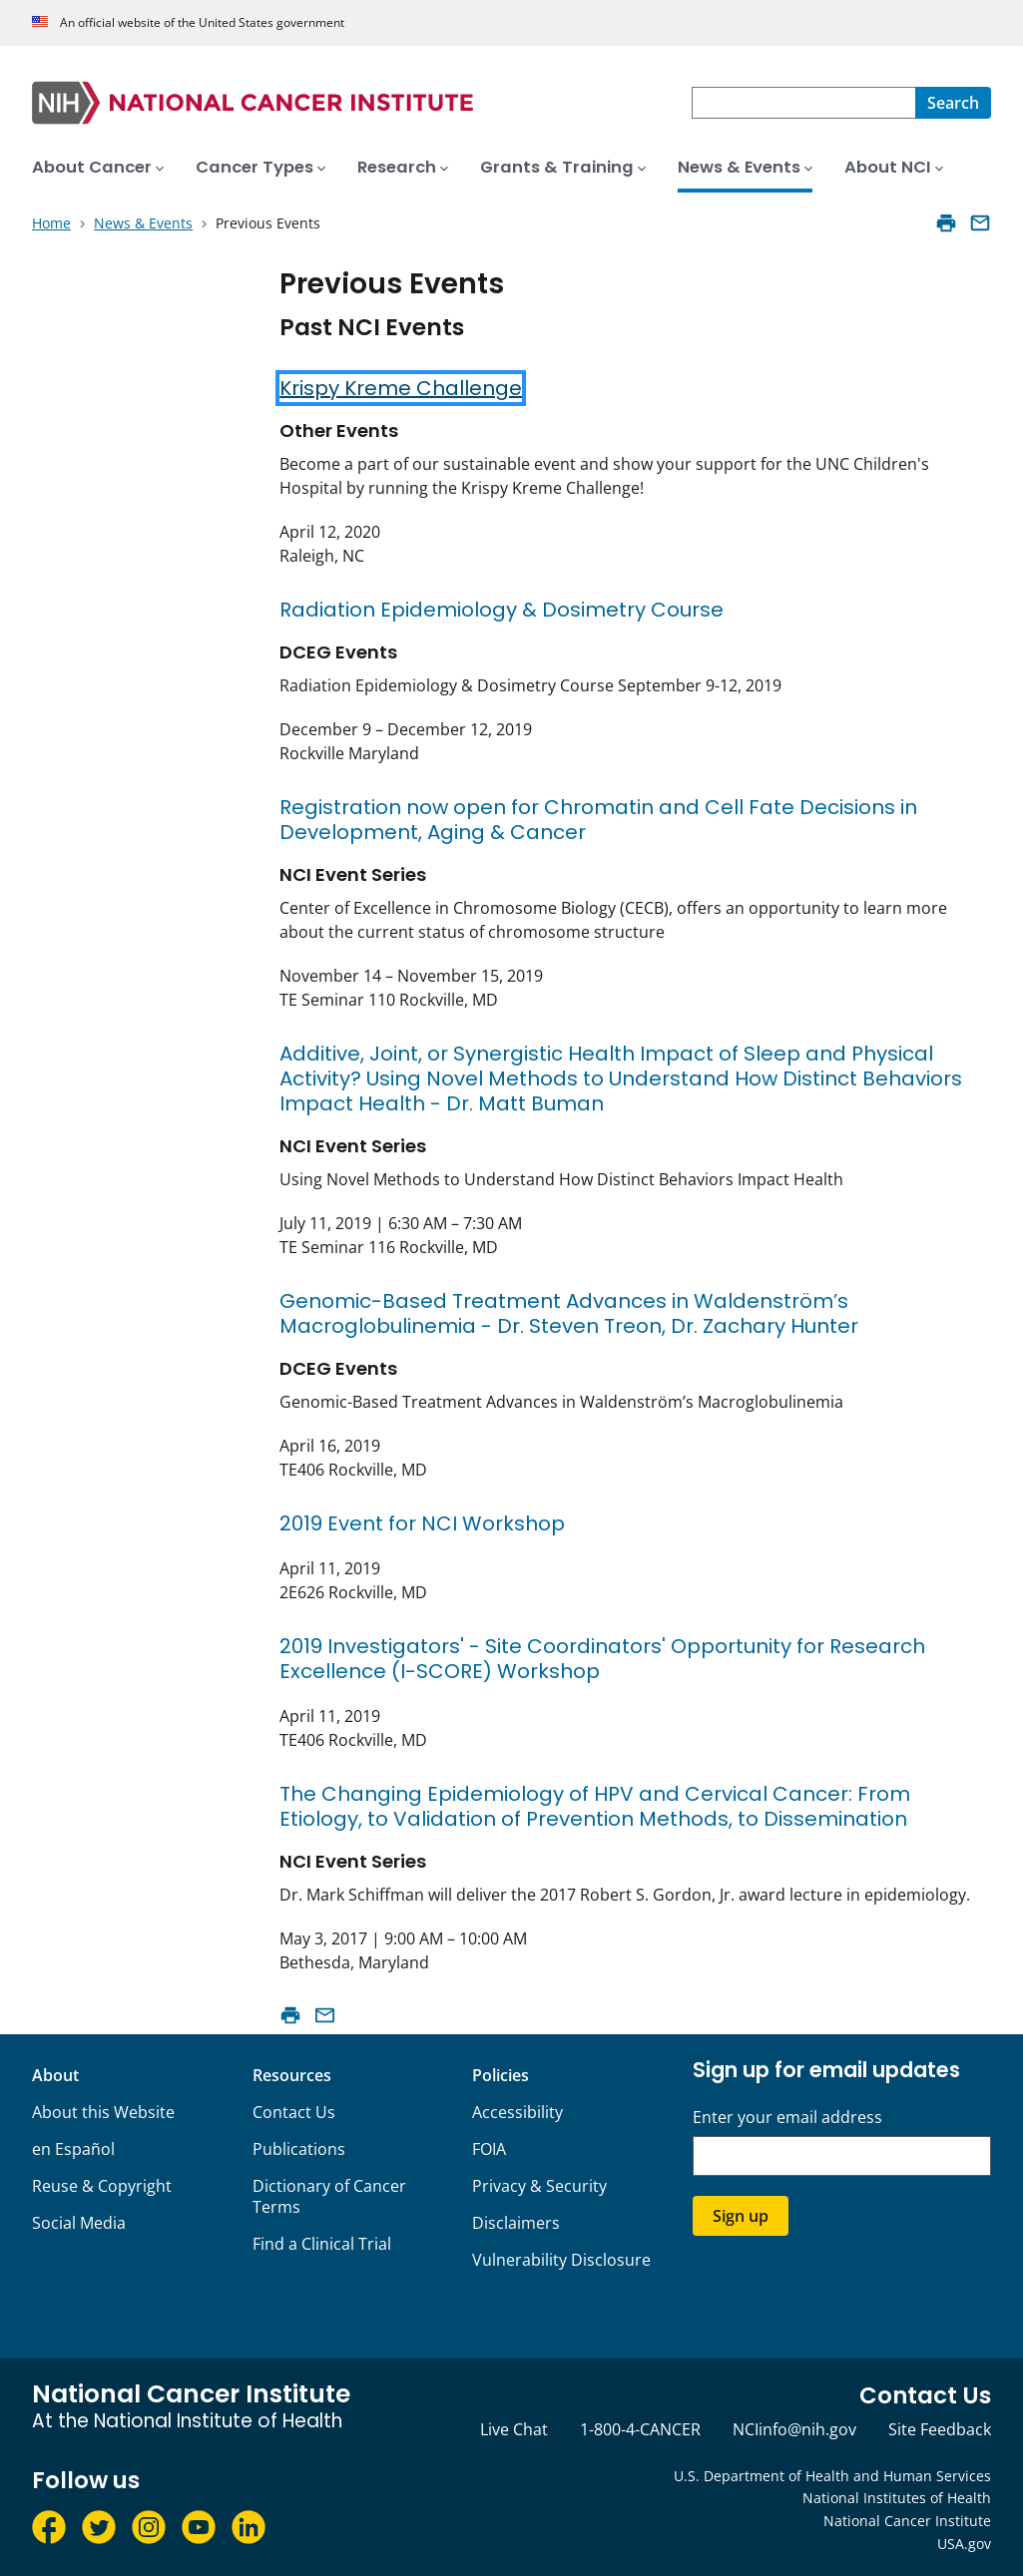 An official website of the United States government
NIH NATIONAL CANCER INSTITUTE
Search
About Cancer Cancer Types Research Grants & Training News & Events About NCI
Home > News & Events > Previous Events
Previous Events
Past NCI Events
Krispy Kreme Challenge
Other Events
Become a part of our sustainable event and show your support for the UNC Children's
Hospital by running the Krispy Kreme Challenge!
April 12, 2020
Raleigh, NC
Radiation Epidemiology & Dosimetry Course
DCEG Events
Radiation Epidemiology & Dosimetry Course September 9-12, 2019
December 9 – December 12, 2019
Rockville Maryland
Registration now open for Chromatin and Cell Fate Decisions in
Development, Aging & Cancer
NCI Event Series
Center of Excellence in Chromosome Biology (CECB), offers an opportunity to learn more
about the current status of chromosome structure
November 14 – November 15, 2019
TE Seminar 110 Rockville, MD
Additive, Joint, or Synergistic Health Impact of Sleep and Physical
Activity? Using Novel Methods to Understand How Distinct Behaviors
Impact Health - Dr. Matt Buman
NCI Event Series
Using Novel Methods to Understand How Distinct Behaviors Impact Health
July 11, 2019 | 6:30 AM – 7:30 AM
TE Seminar 116 Rockville, MD
Genomic-Based Treatment Advances in Waldenström’s
Macroglobulinemia - Dr. Steven Treon, Dr. Zachary Hunter
DCEG Events
Genomic-Based Treatment Advances in Waldenström’s Macroglobulinemia
April 16, 2019
TE406 Rockville, MD
2019 Event for NCI Workshop
April 11, 2019
2E626 Rockville, MD
2019 Investigators' - Site Coordinators' Opportunity for Research
Excellence (I-SCORE) Workshop
April 11, 2019
TE406 Rockville, MD
The Changing Epidemiology of HPV and Cervical Cancer: From
Etiology, to Validation of Prevention Methods, to Dissemination
NCI Event Series
Dr. Mark Schiffman will deliver the 2017 Robert S. Gordon, Jr. award lecture in epidemiology.
May 3, 2017 | 9:00 AM – 10:00 AM
Bethesda, Maryland
About
About this Website
en Español
Reuse & Copyright
Social Media
Resources
Contact Us
Publications
Dictionary of Cancer
Terms
Find a Clinical Trial
Policies
Accessibility
FOIA
Privacy & Security
Disclaimers
Vulnerability Disclosure
Sign up for email updates
Enter your email address
Sign up
National Cancer Institute
At the National Institute of Health
Contact Us
Live Chat 1-800-4-CANCER NCIinfo@nih.gov Site Feedback
Follow us
U.S. Department of Health and Human Services
National Institutes of Health
National Cancer Institute
USA.gov